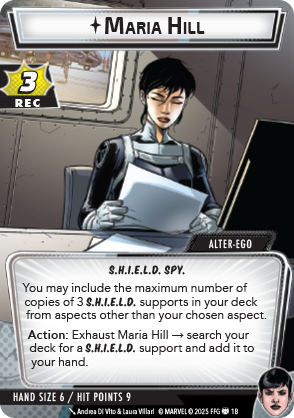 Maria Hill
3
REC
ALTER-EGO
S.H.I.E.L.D. SPY.
You may include the maximum number of
copies of 3 S.H.I.E.L.D. supports in your deck
from aspects other than your chosen aspect.
Action: Exhaust Maria Hill → search your
deck for a S.H.I.E.L.D. support and add it to
your hand.
HAND SIZE 6 / HIT POINTS 9
Andrea Di Vito & Laura Villari © MARVEL © 2025 FFG 18